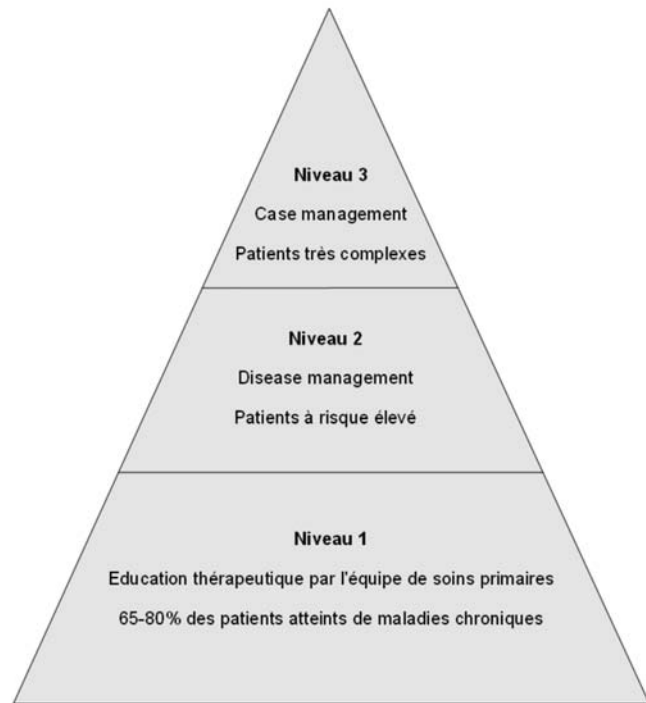 Niveau 3
Case management
Patients très complexes
Niveau 2
Disease management
Patients à risque élevé
Niveau 1
Education thérapeutique par l'équipe de soins primaires
65-80% des patients atteints de maladies chroniques